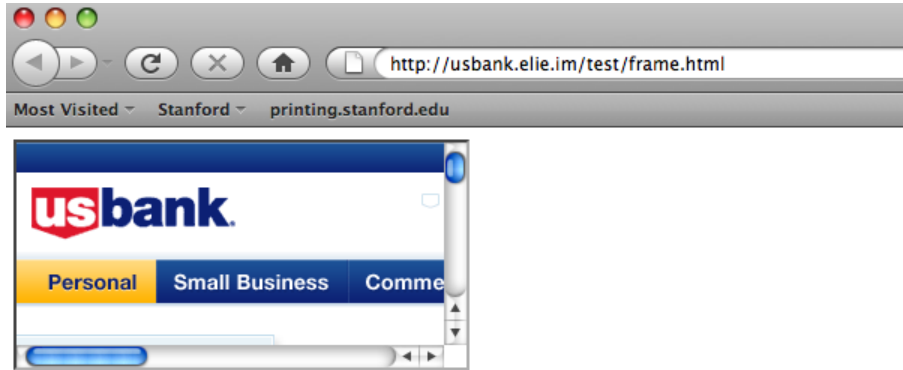 http://usbank.elie.im/test/frame.html
Most Visited Stanford printing.stanford.edu
usbank.
Personal Small Business Comme